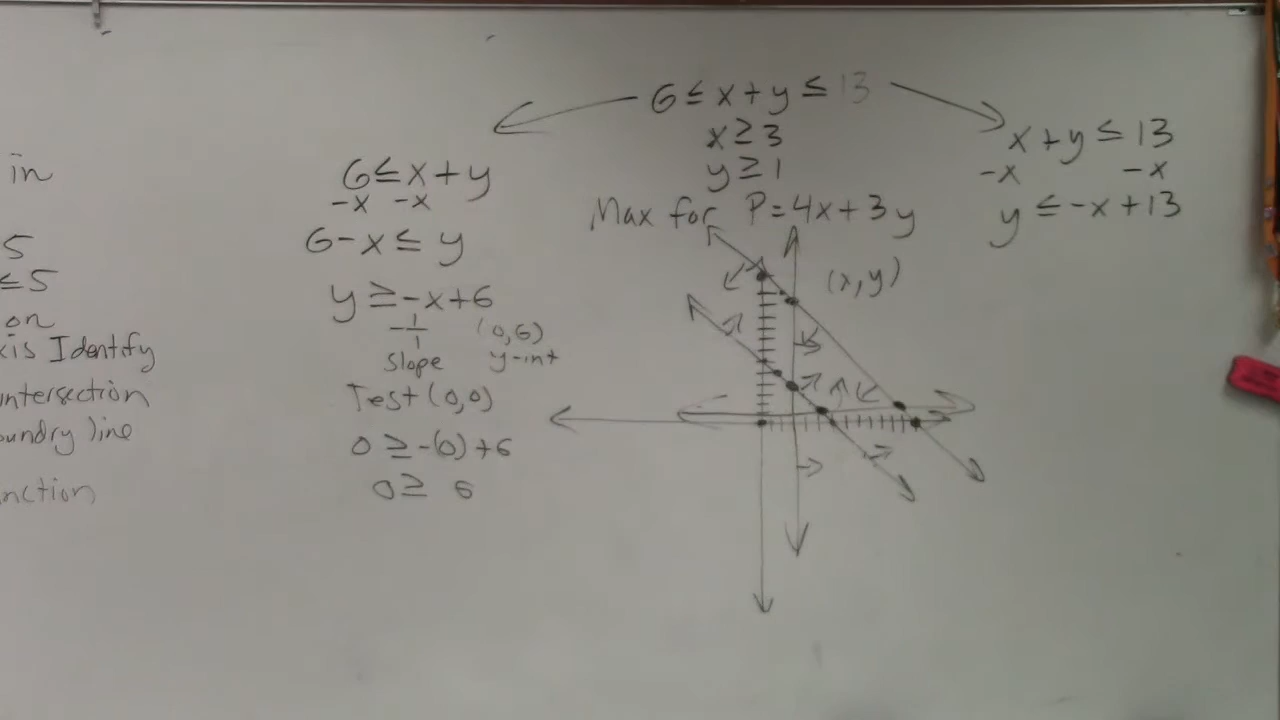 in
5
≤5
on
xis Identify
ntersection
oundry line
nction
6≤x+y
-x -x
6-x≤y
y≥-x+6
-1/1 (0,6)
Slope y-int
Test (0,0)
0≥-(0)+6
0≥ 6
6≤x+y≤13
x≥3
y≥1
Max for P=4x+3y
(x,y)
x+y≤13
-x -x
y≤-x+13